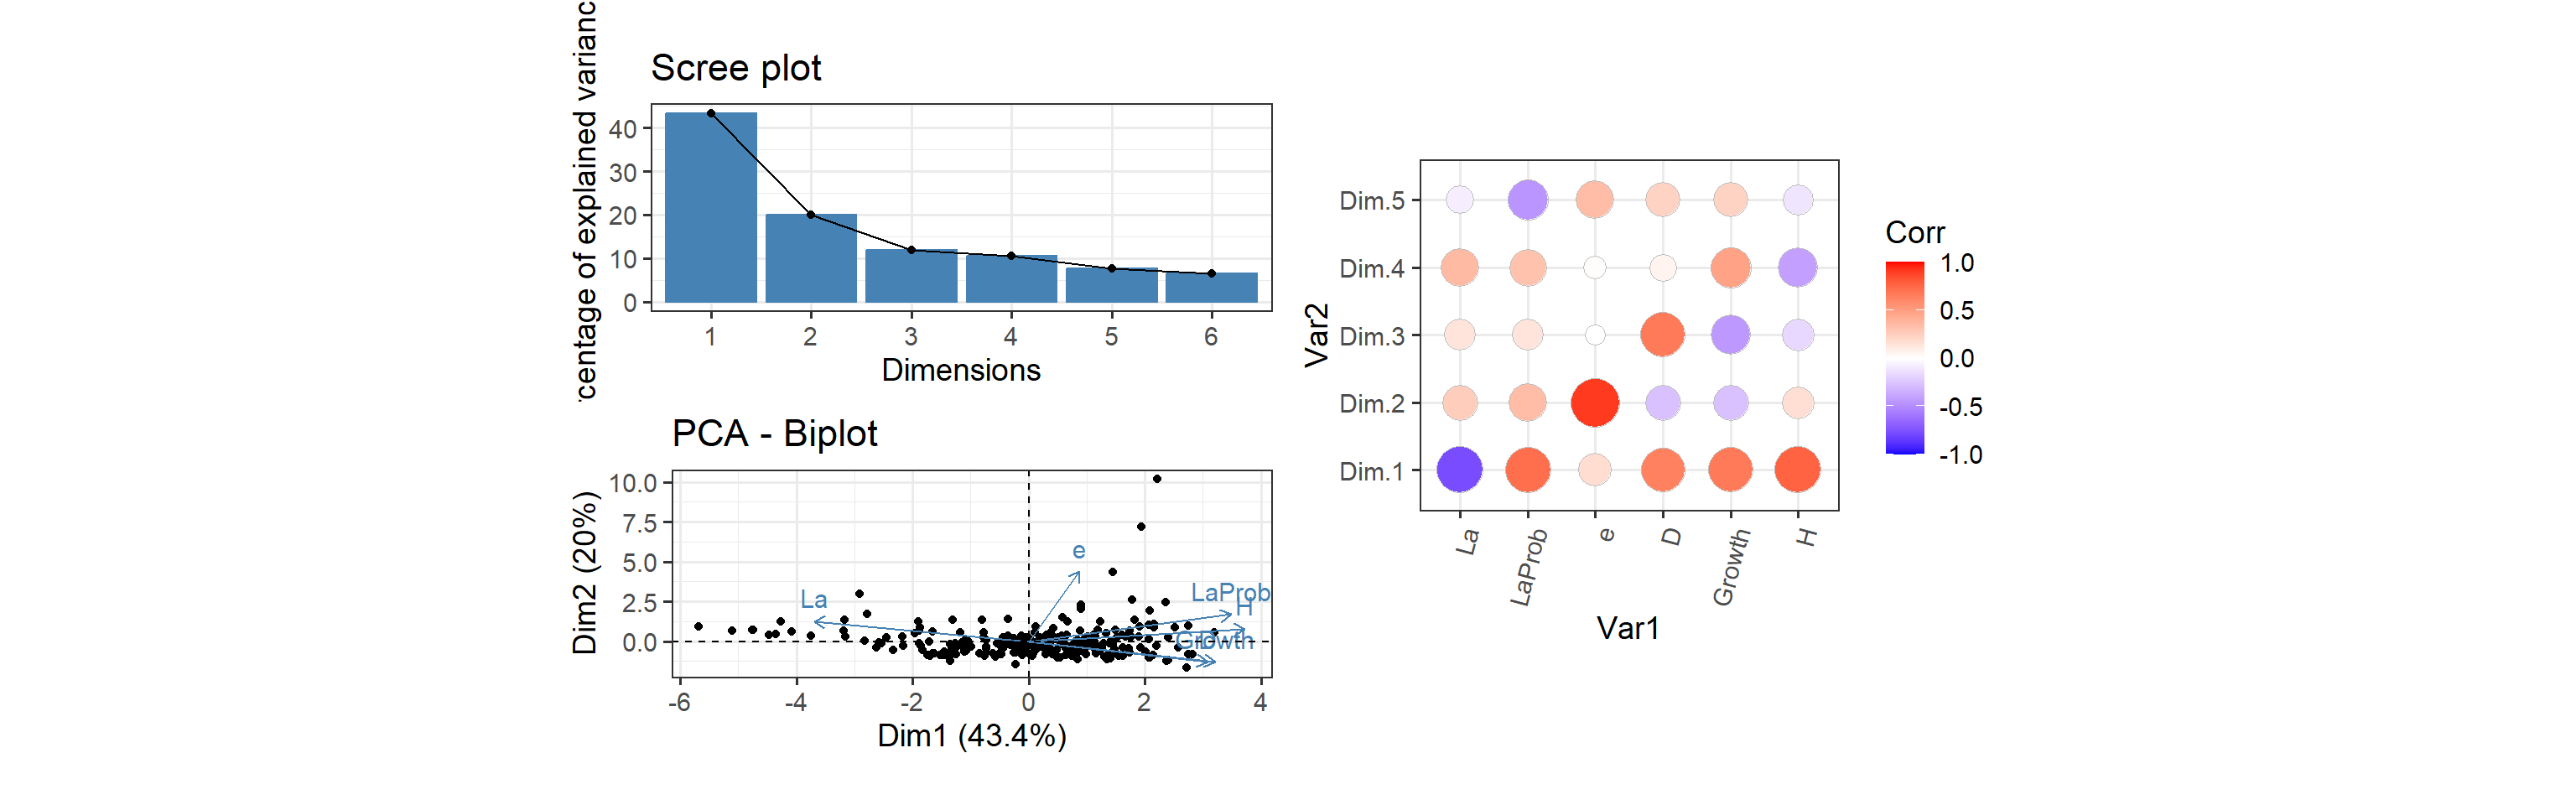 Scree plot
centage of explained varianc
40
30
20
10
0
1 2 3 4 5 6
Dimensions
PCA - Biplot
Dim2 (20%)
10.0
7.5
5.0
2.5
0.0
e
La
LaProb
H
Growth
-6 -4 -2 0 2 4
Dim1 (43.4%)
Var2
Dim.5
Dim.4
Dim.3
Dim.2
Dim.1
La LaProb e D Growth H
Var1
Corr
1.0
0.5
0.0
-0.5
-1.0